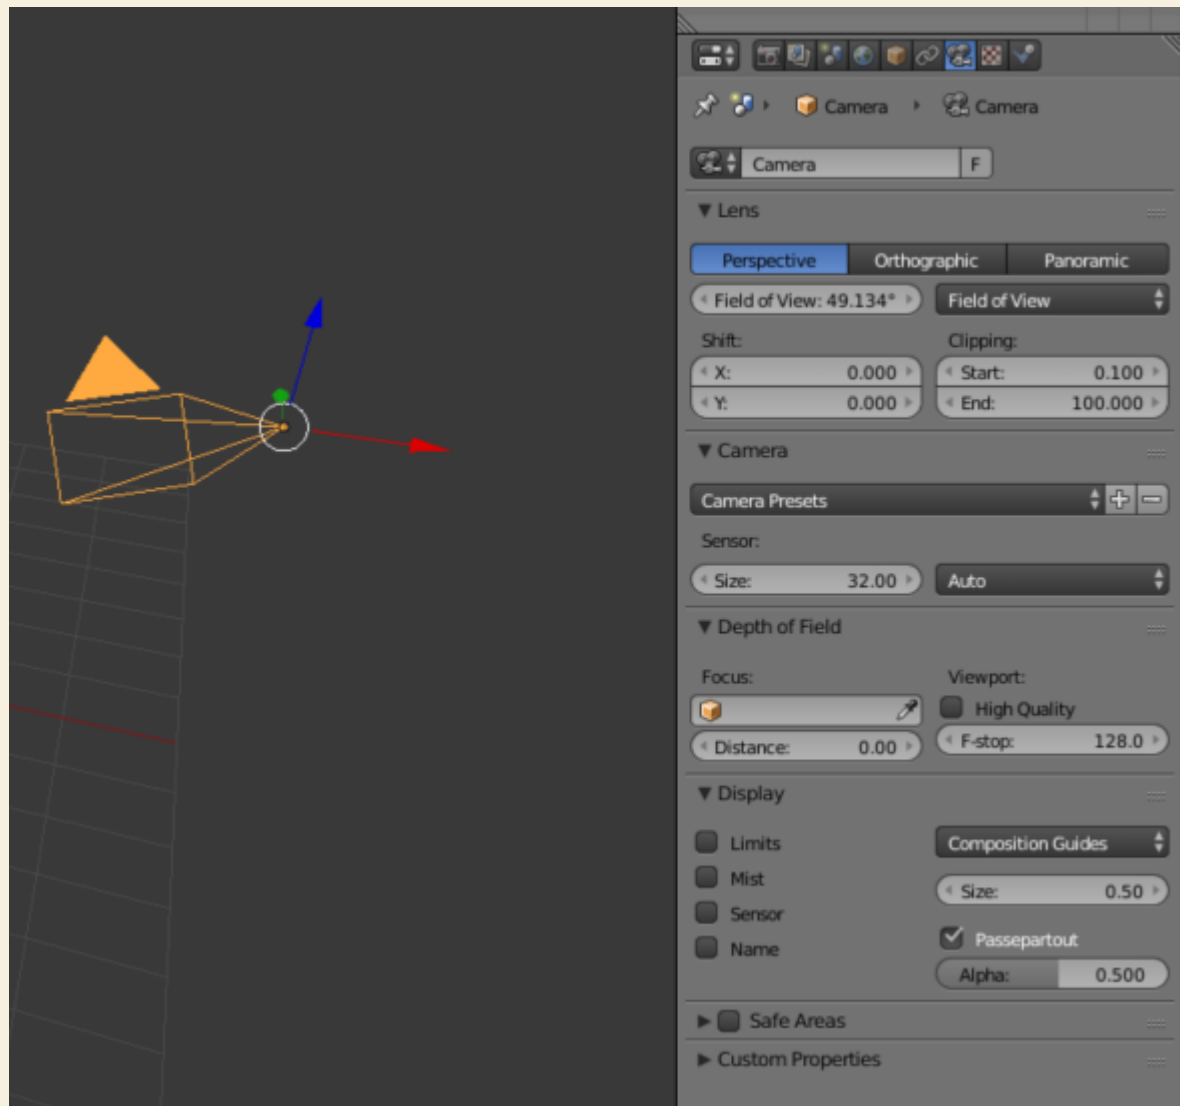 Camera Camera
Camera F
Lens
Perspective Orthographic Panoramic
Field of View: 49.134° Field of View
Shift: Clipping:
X: 0.000 Start: 0.100
Y: 0.000 End: 100.000
Camera
Camera Presets
Sensor:
Size: 32.00 Auto
Depth of Field
Focus: Viewport:
High Quality
Distance: 0.00 F-stop: 128.0
Display
Limits Composition Guides
Mist
Size: 0.50
Sensor
Passepartout
Name
Alpha: 0.500
Safe Areas
Custom Properties